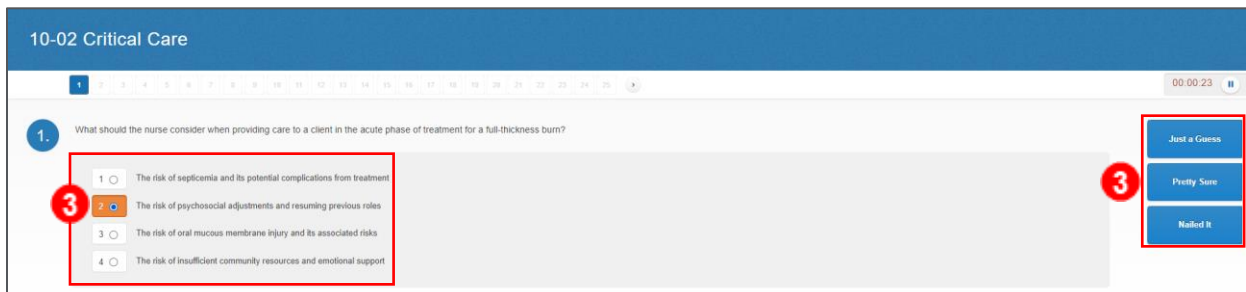 10-02 Critical Care
1 2 3 4 5 6 7 8 9 10 11 12 13 14 15 16 17 18 19 20 21 22 23 24 25
00:00:23
1. What should the nurse consider when providing care to a client in the acute phase of treatment for a full-thickness burn?
1 The risk of septicemia and its potential complications from treatment
3
2 The risk of psychosocial adjustments and resuming previous roles
3 The risk of oral mucous membrane injury and its associated risks
4 The risk of insufficient community resources and emotional support
Just a Guess
3
Pretty Sure
Nailed It